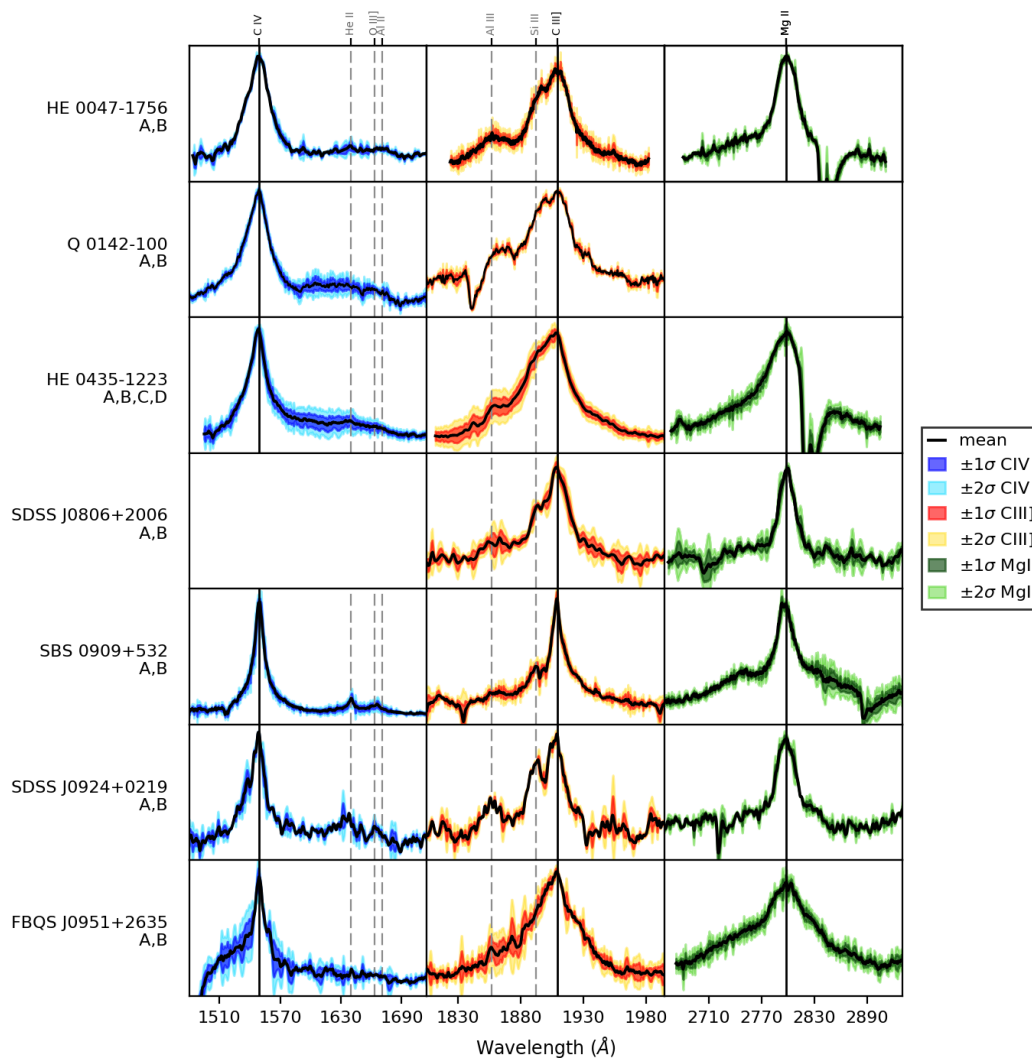 C IV
He II
O III]
Al II
Al III
Si III
C III]
Mg II
HE 0047-1756
A,B
Q 0142-100
A,B
HE 0435-1223
A,B,C,D
SDSS J0806+2006
A,B
SBS 0909+532
A,B
SDSS J0924+0219
A,B
FBQS J0951+2635
A,B
mean
±1σ CIV
±2σ CIV
±1σ CIII]
±2σ CIII]
±1σ MgI
±2σ MgI
1510 1570 1630 1690 1830 1880 1930 1980 2710 2770 2830 2890
Wavelength (Å)